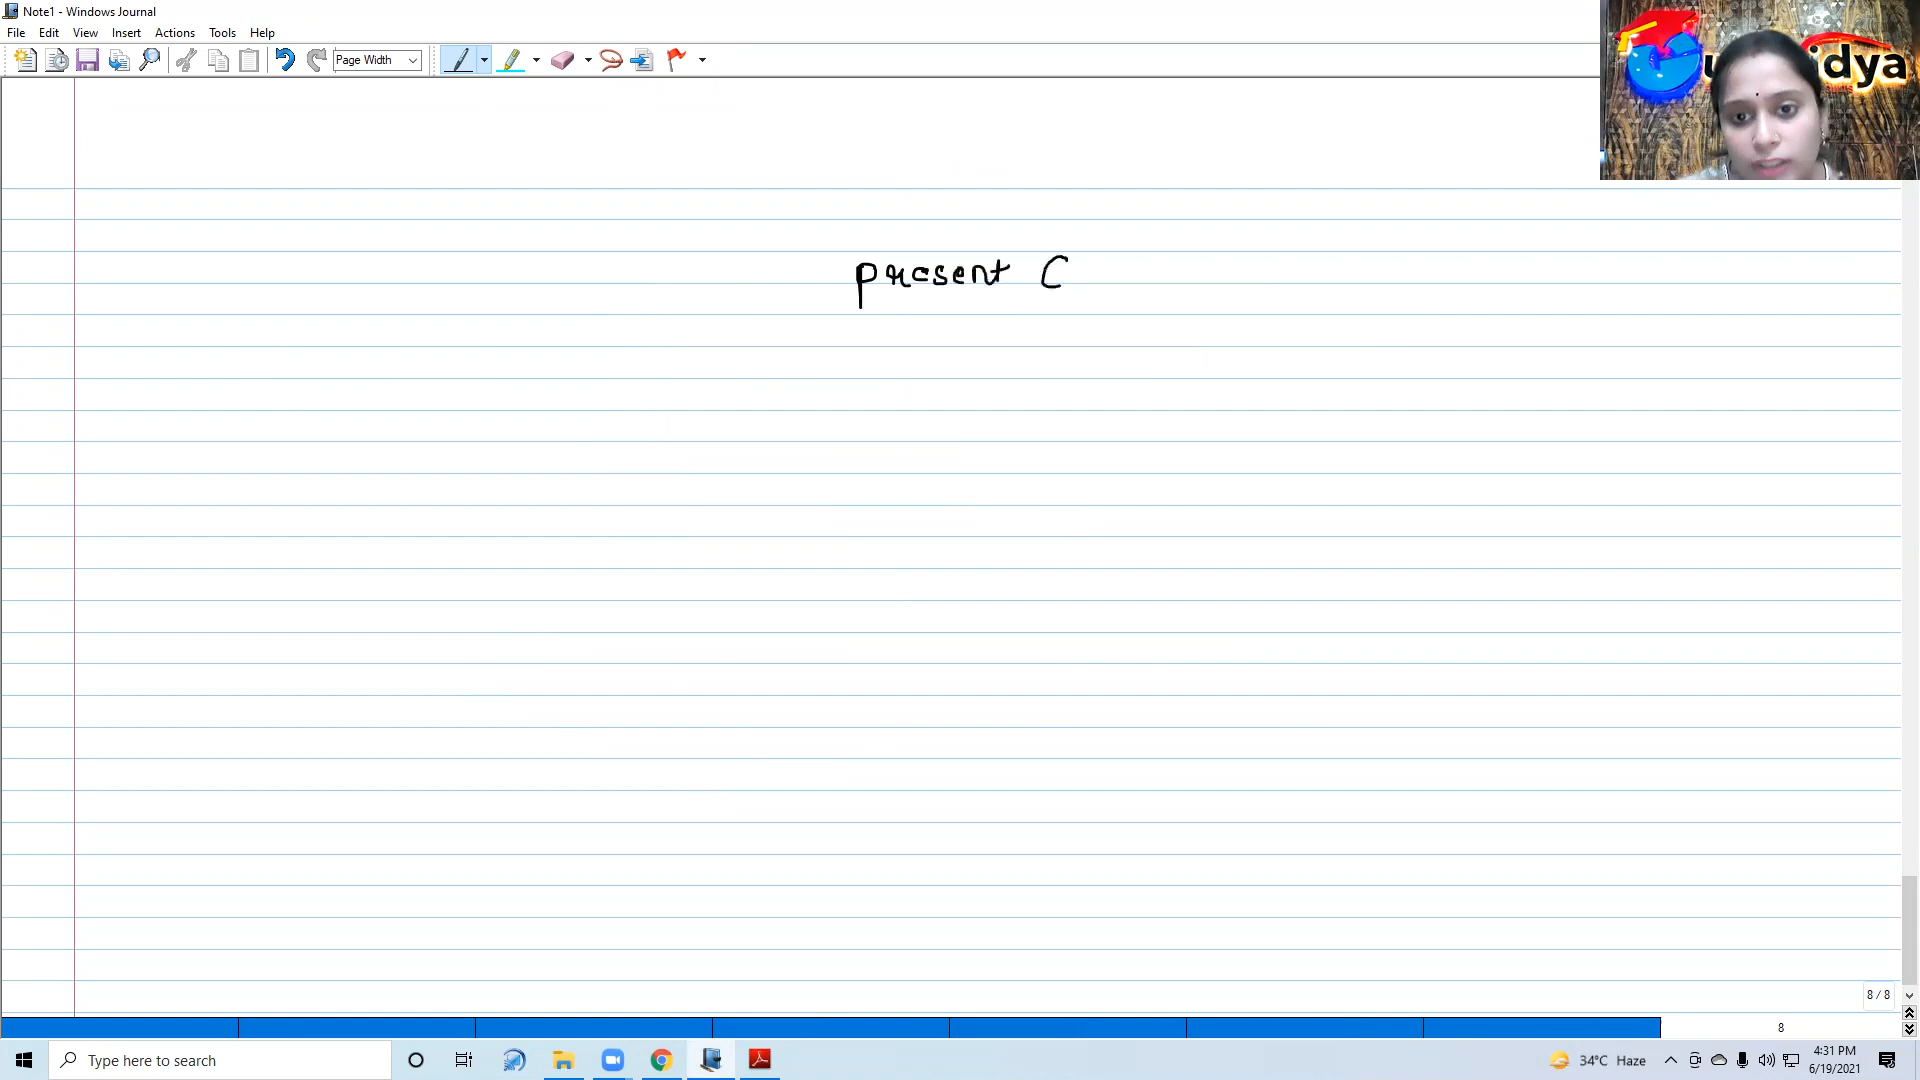 Note1 - Windows Journal
File Edit View Insert Actions Tools Help
Page Width
idya
present C
8 / 8
8
Type here to search
34°C Haze
4:31 PM
6/19/2021